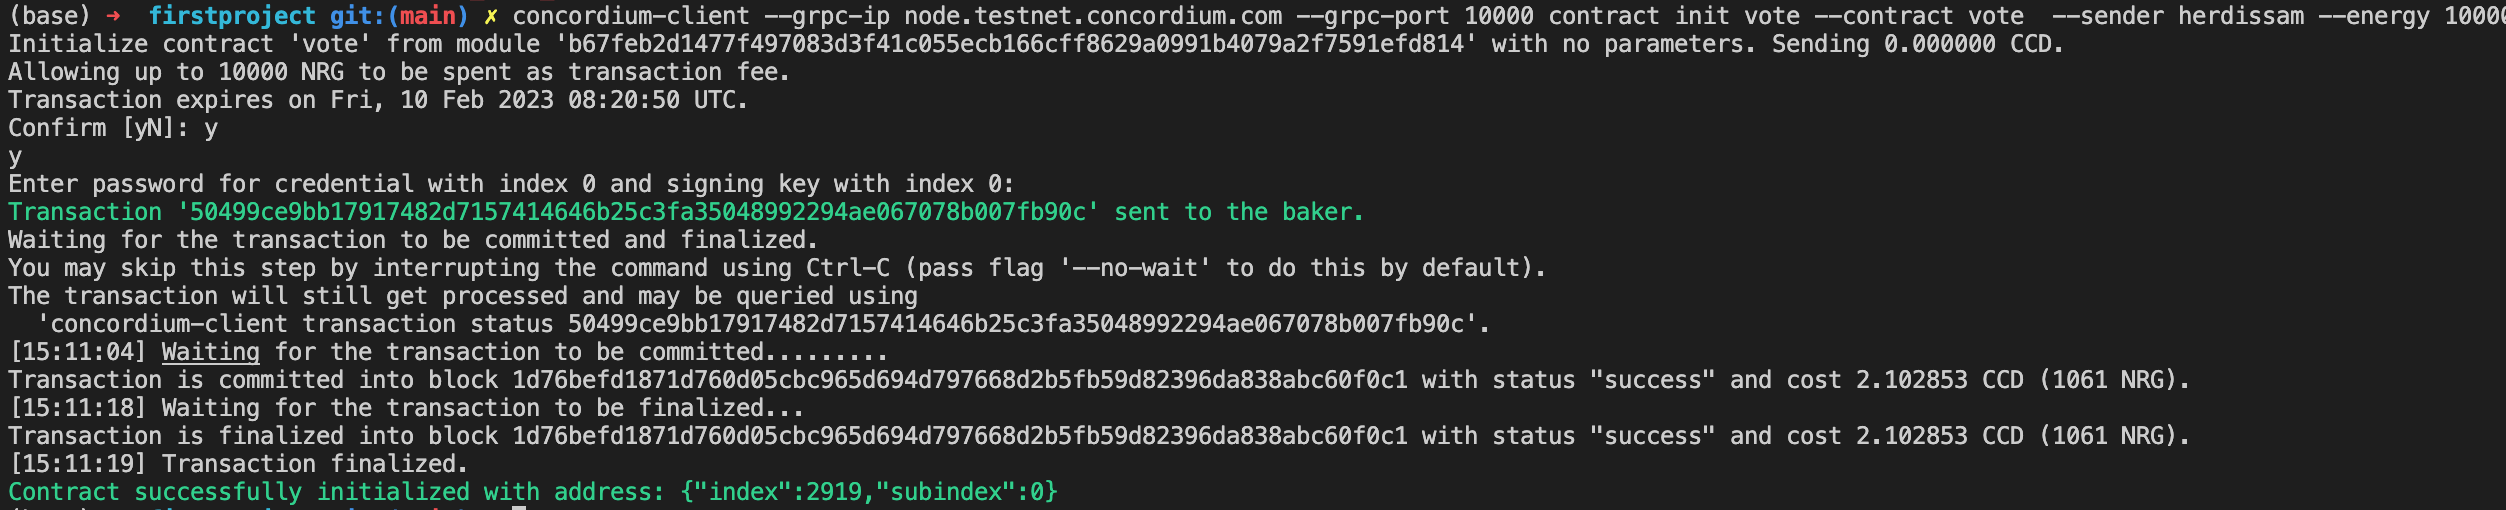 (base) ➜ firstproject git:(main) ✗ concordium-client --grpc-ip node.testnet.concordium.com --grpc-port 10000 contract init vote --contract vote --sender herdissam --energy 10000
Initialize contract 'vote' from module 'b67feb2d1477f497083d3f41c055ecb166cff8629a0991b4079a2f7591efd814' with no parameters. Sending 0.000000 CCD.
Allowing up to 10000 NRG to be spent as transaction fee.
Transaction expires on Fri, 10 Feb 2023 08:20:50 UTC.
Confirm [yN]: y
y
Enter password for credential with index 0 and signing key with index 0:
Transaction '50499ce9bb17917482d7157414646b25c3fa35048992294ae067078b007fb90c' sent to the baker.
Waiting for the transaction to be committed and finalized.
You may skip this step by interrupting the command using Ctrl-C (pass flag '--no-wait' to do this by default).
The transaction will still get processed and may be queried using
'concordium-client transaction status 50499ce9bb17917482d7157414646b25c3fa35048992294ae067078b007fb90c'.
[15:11:04] Waiting for the transaction to be committed.........
Transaction is committed into block 1d76befd1871d760d05cbc965d694d797668d2b5fb59d82396da838abc60f0c1 with status "success" and cost 2.102853 CCD (1061 NRG).
[15:11:18] Waiting for the transaction to be finalized...
Transaction is finalized into block 1d76befd1871d760d05cbc965d694d797668d2b5fb59d82396da838abc60f0c1 with status "success" and cost 2.102853 CCD (1061 NRG).
[15:11:19] Transaction finalized.
Contract successfully initialized with address: {"index":2919,"subindex":0}